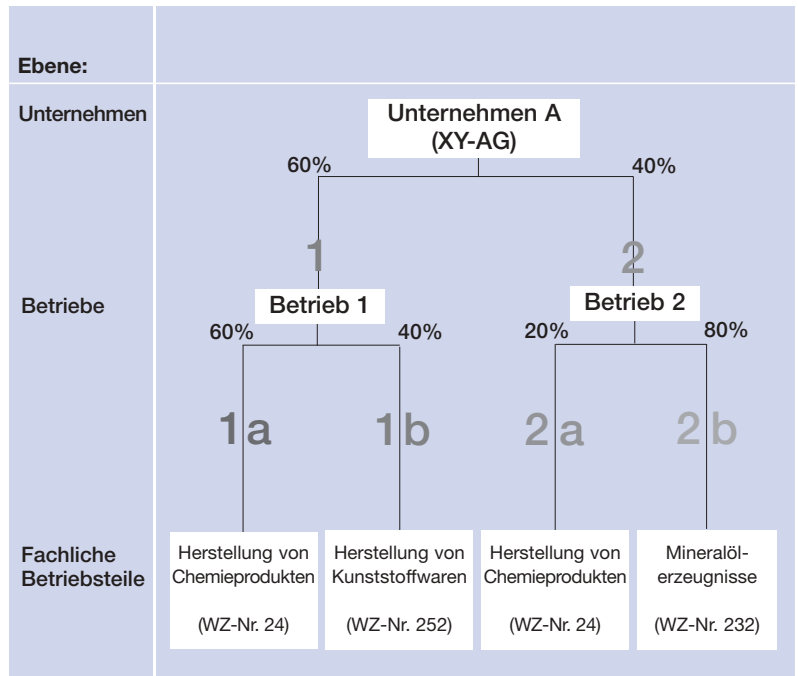 Ebene:
Unternehmen
Unternehmen A
(XY-AG)
60%
40%
1
2
Betriebe
Betrieb 1
Betrieb 2
60%
40%
20%
80%
1a
1b
2a
2b
Fachliche
Betriebsteile
Herstellung von
Chemieprodukten
(WZ-Nr. 24)
Herstellung von
Kunststoffwaren
(WZ-Nr. 252)
Herstellung von
Chemieprodukten
(WZ-Nr. 24)
Mineralöl-
erzeugnisse
(WZ-Nr. 232)